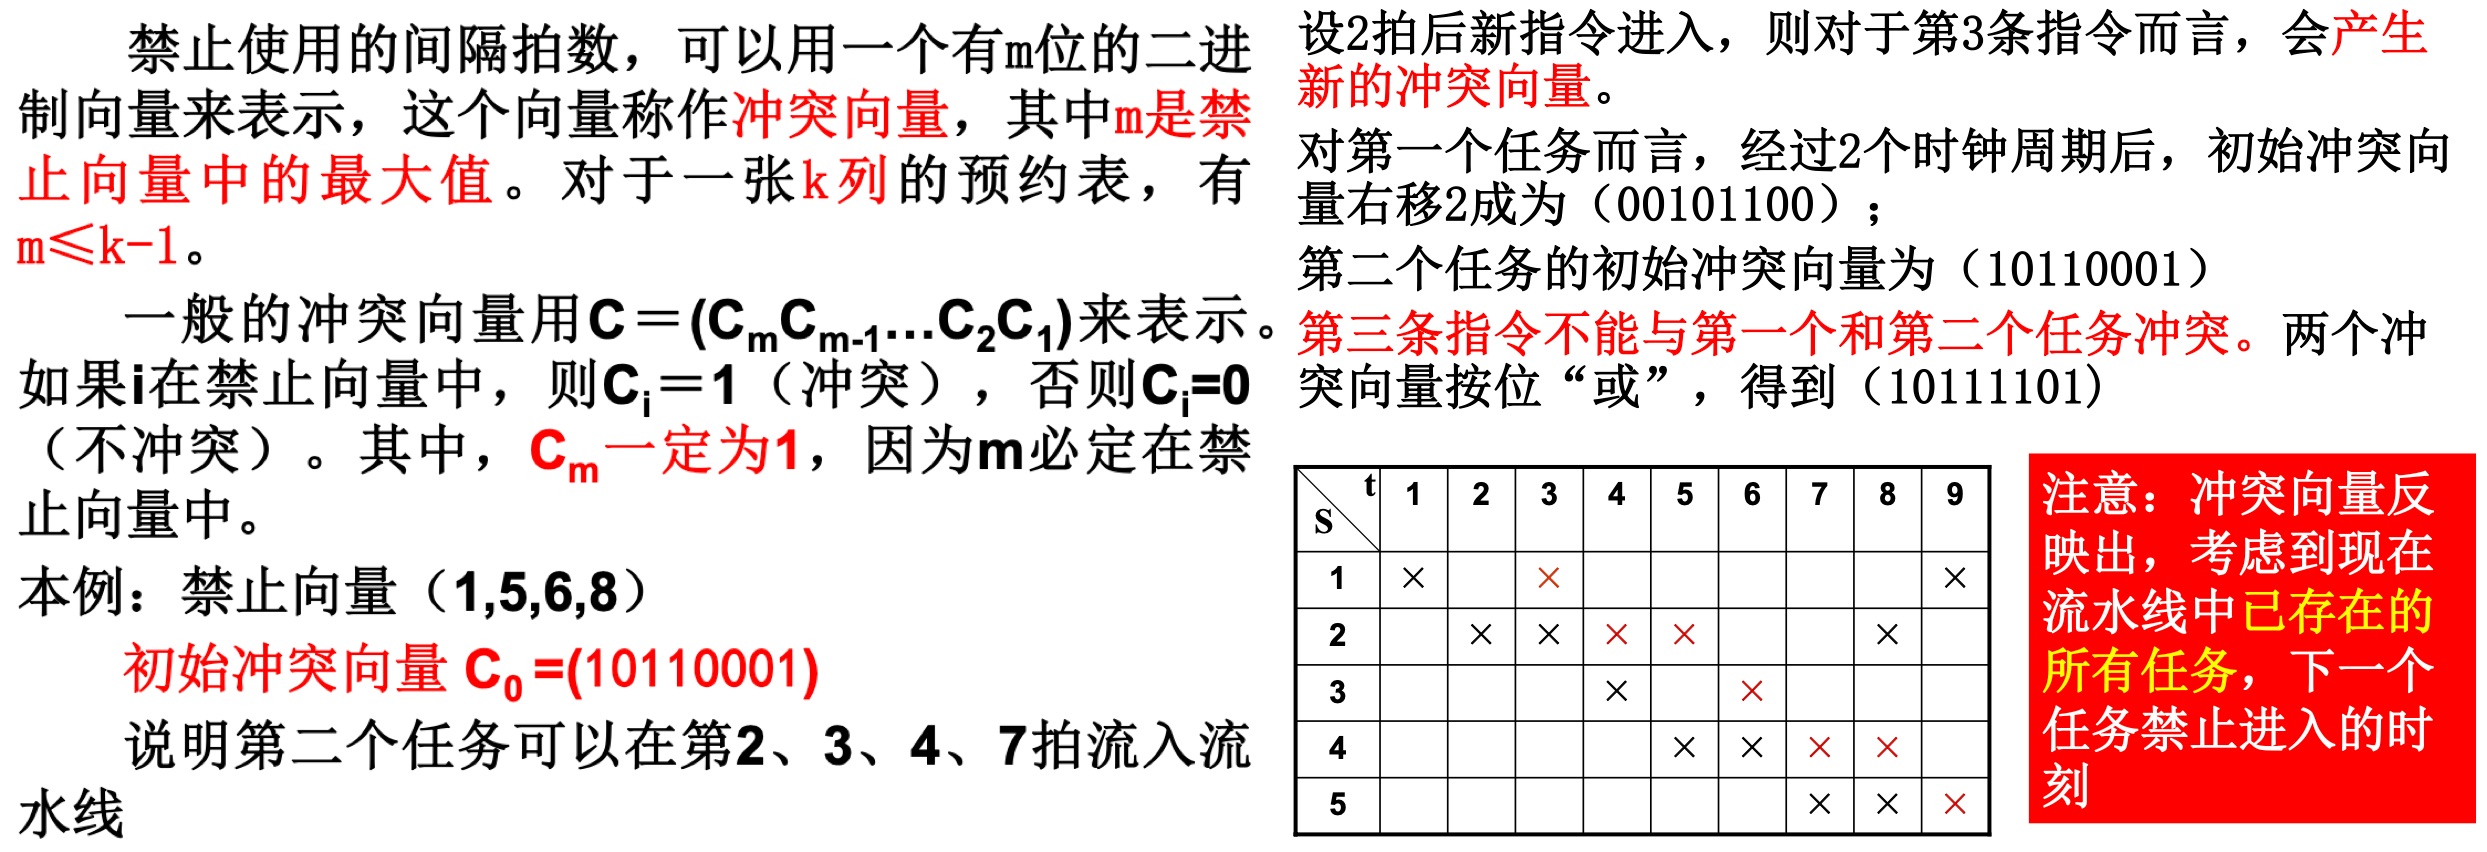 禁止使用的间隔拍数，可以用一个有m位的二进
制向量来表示，这个向量称作冲突向量，其中m是禁
止向量中的最大值。对于一张k列的预约表，有
m≤k-1。
一般的冲突向量用C＝(CmCm-1…C2C1)来表示。
如果i在禁止向量中，则Ci＝1（冲突），否则Ci=0
（不冲突）。其中，Cm一定为1，因为m必定在禁
止向量中。
本例：禁止向量（1,5,6,8）
初始冲突向量 C0 =(10110001)
说明第二个任务可以在第2、3、4、7拍流入流
水线
设2拍后新指令进入，则对于第3条指令而言，会产生
新的冲突向量。
对第一个任务而言，经过2个时钟周期后，初始冲突向
量右移2成为（00101100）；
第二个任务的初始冲突向量为（10110001）
第三条指令不能与第一个和第二个任务冲突。两个冲
突向量按位“或”，得到（10111101)
t 1 2 3 4 5 6 7 8 9
S
1 × × ×
2 × × × × ×
3 × ×
4 × × × ×
5 × × ×
注意：冲突向量反
映出，考虑到现在
流水线中已存在的
所有任务，下一个
任务禁止进入的时
刻